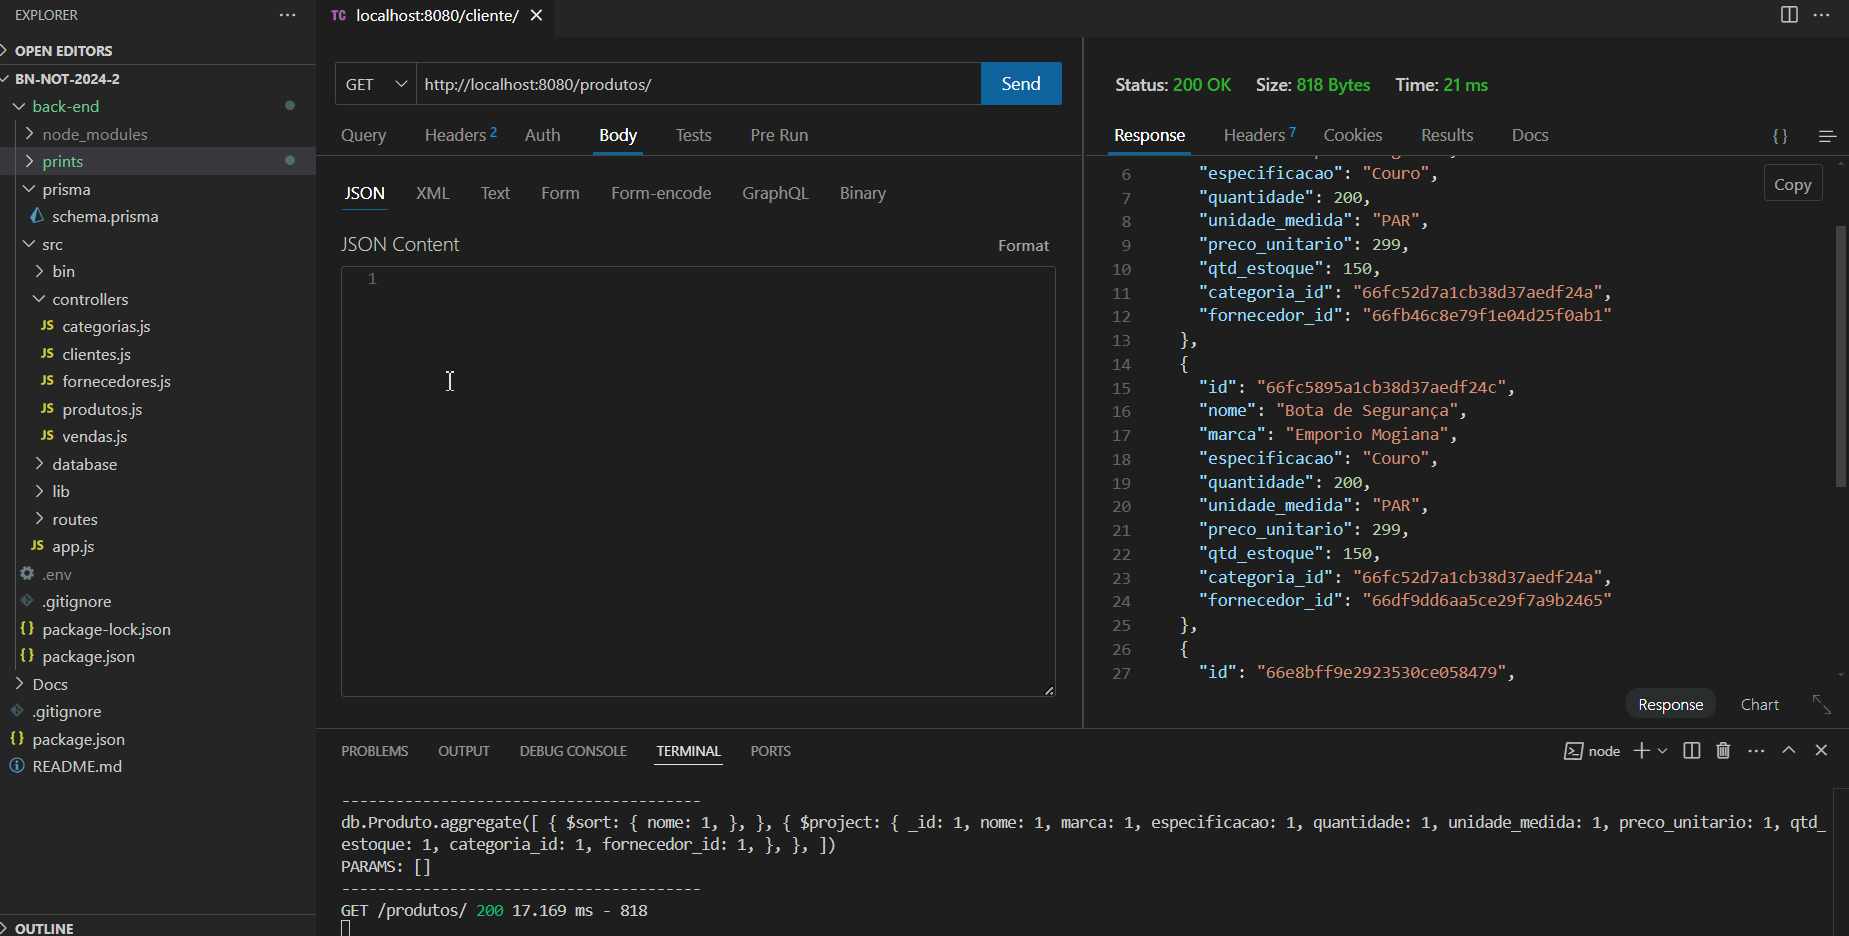 EXPLORER
OPEN EDITORS
BN-NOT-2024-2
back-end
node_modules
prints
prisma
schema.prisma
src
bin
controllers
JS categorias.js
JS clientes.js
JS fornecedores.js
JS produtos.js
JS vendas.js
database
lib
routes
JS app.js
.env
.gitignore
{} package-lock.json
{} package.json
Docs
.gitignore
{} package.json
README.md
OUTLINE
TC localhost:8080/cliente/
GET http://localhost:8080/produtos/ Send
Query Headers 2 Auth Body Tests Pre Run
JSON XML Text Form Form-encode GraphQL Binary
JSON Content Format
1
Status: 200 OK Size: 818 Bytes Time: 21 ms
Response Headers 7 Cookies Results Docs {}
Copy
6 "especificacao": "Couro",
7 "quantidade": 200,
8 "unidade_medida": "PAR",
9 "preco_unitario": 299,
10 "qtd_estoque": 150,
11 "categoria_id": "66fc52d7a1cb38d37aedf24a",
12 "fornecedor_id": "66fb46c8e79f1e04d25f0ab1"
13 },
14 {
15 "id": "66fc5895a1cb38d37aedf24c",
16 "nome": "Bota de Segurança",
17 "marca": "Emporio Mogiana",
18 "especificacao": "Couro",
19 "quantidade": 200,
20 "unidade_medida": "PAR",
21 "preco_unitario": 299,
22 "qtd_estoque": 150,
23 "categoria_id": "66fc52d7a1cb38d37aedf24a",
24 "fornecedor_id": "66df9dd6aa5ce29f7a9b2465"
25 },
26 {
27 "id": "66e8bff9e2923530ce058479",
Response Chart
PROBLEMS OUTPUT DEBUG CONSOLE TERMINAL PORTS
node
----------------------------------------
db.Produto.aggregate([ { $sort: { nome: 1, }, }, { $project: { _id: 1, nome: 1, marca: 1, especificacao: 1, quantidade: 1, unidade_medida: 1, preco_unitario: 1, qtd_
estoque: 1, categoria_id: 1, fornecedor_id: 1, }, }, ])
PARAMS: []
----------------------------------------
GET /produtos/ 200 17.169 ms - 818